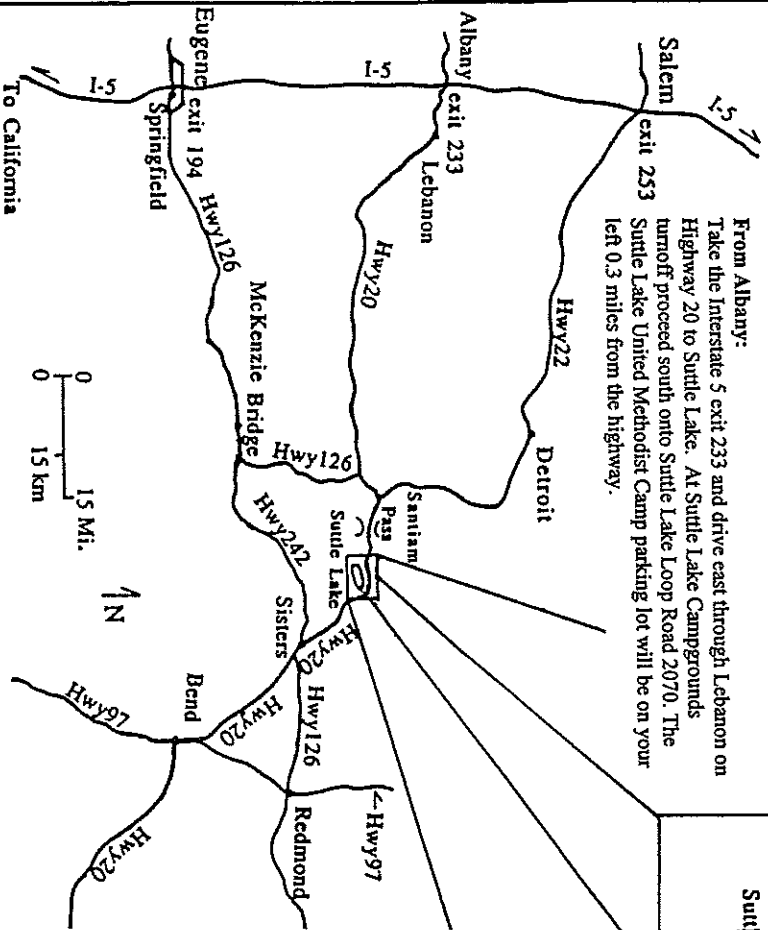 From Albany:
Take the Interstate 5 exit 233 and drive east through Lebanon on
Highway 20 to Suttle Lake. At Suttle Lake Campgrounds
turnoff proceed south onto Suttle Lake Loop Road 2070. The
Suttle Lake United Methodist Camp parking lot will be on your
left 0.3 miles from the highway.
I-5
Salem
exit 253
Hwy22
Detroit
Albany
exit 233
Lebanon
Hwy20
I-5
Santiam
Pass
Suttle Lake
Hwy126
Eugene
exit 194
Springfield
Hwy126
McKenzie Bridge
Hwy242
Sisters
Hwy20
Hwy126
Hwy20
Bend
Hwy97
Hwy20
Redmond
Hwy97
I-5
To California
0 15 Mi.
0 15 km
N